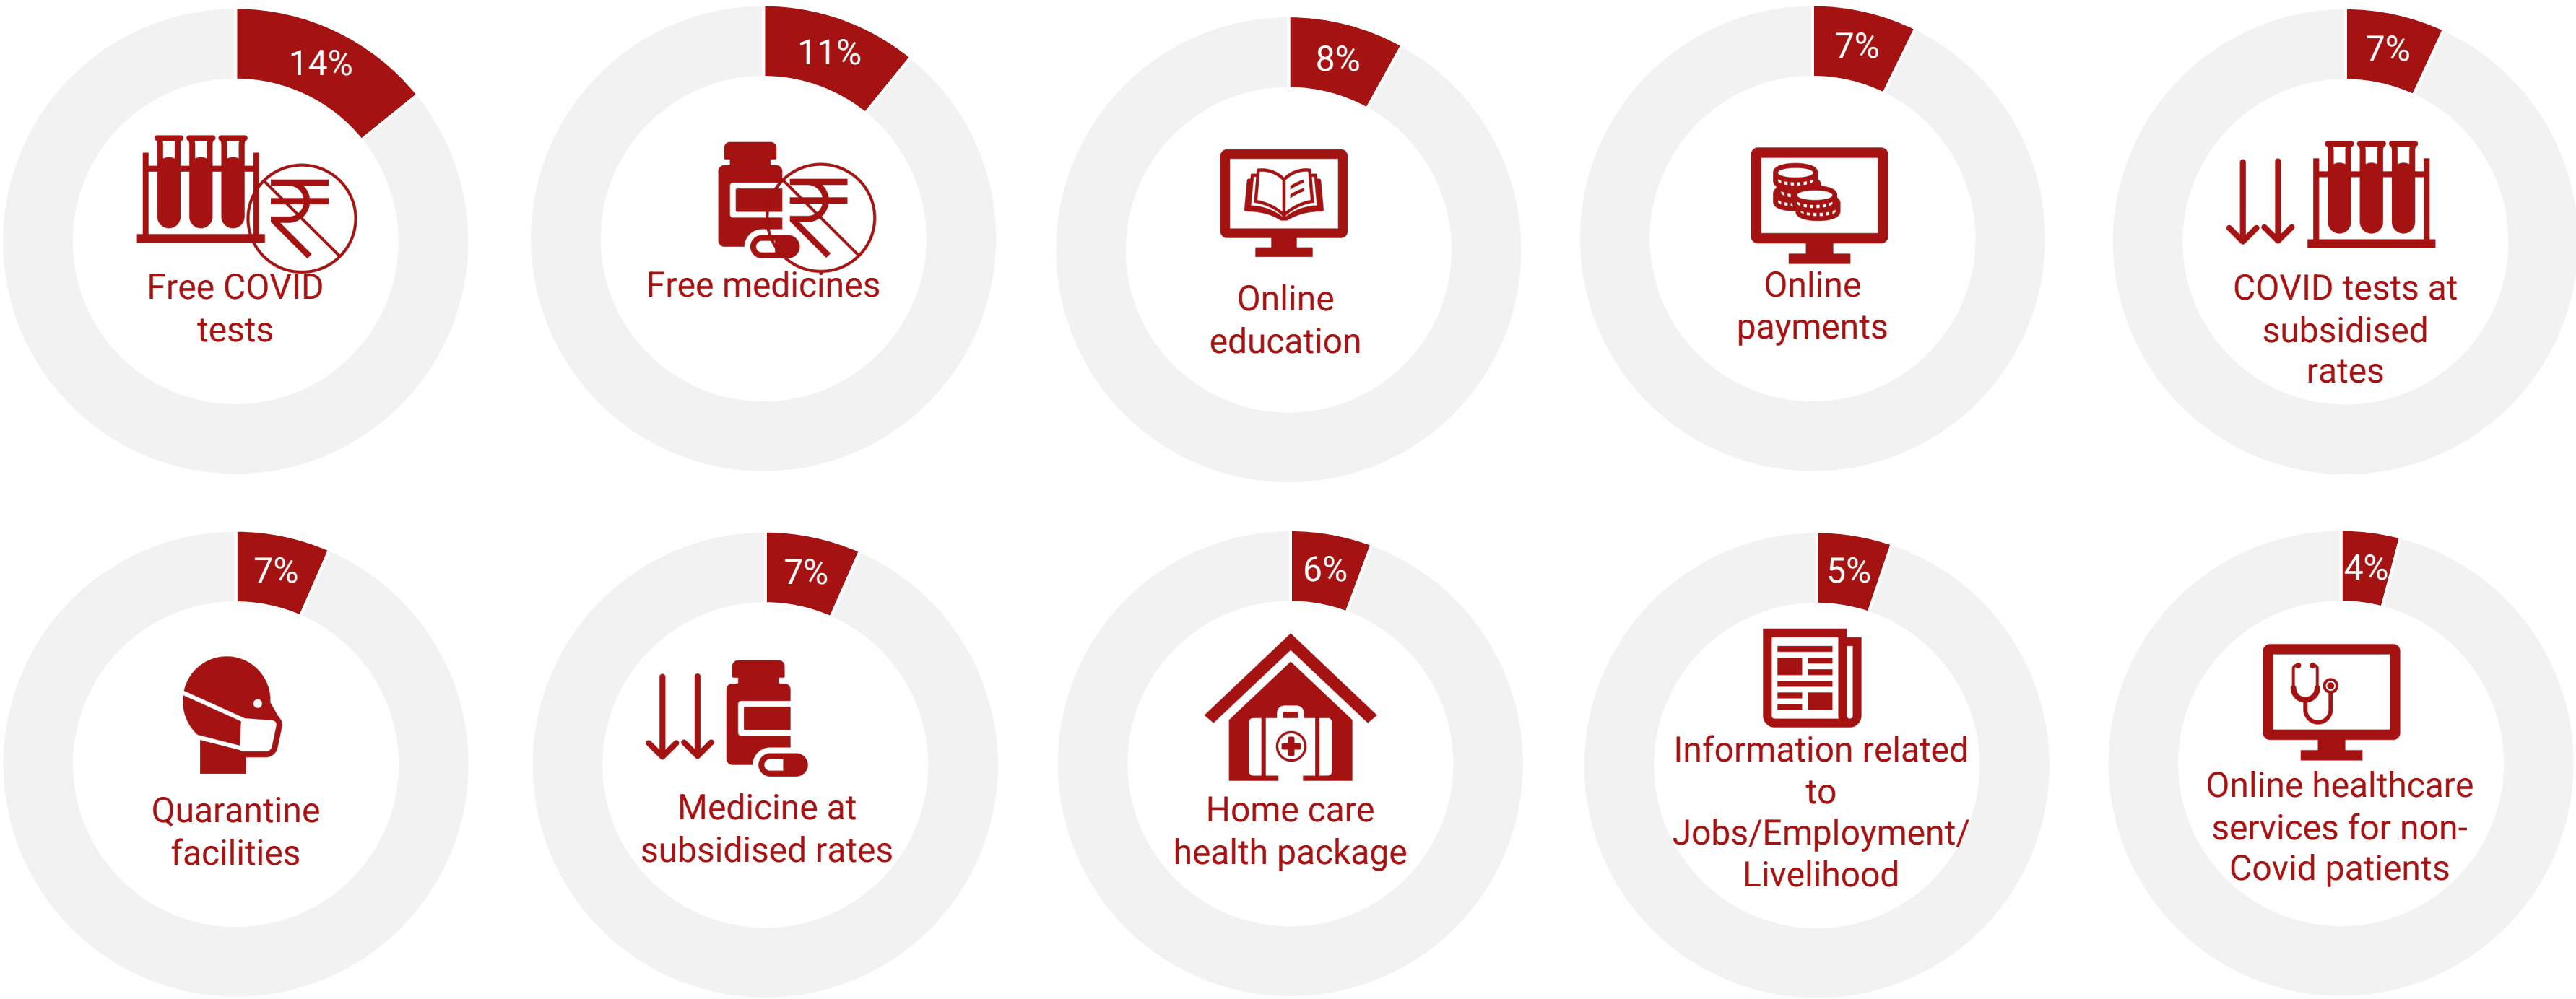 14%
Free COVID
tests
11%
Free medicines
8%
Online
education
7%
Online
payments
7%
COVID tests at
subsidised
rates
7%
Quarantine
facilities
7%
Medicine at
subsidised rates
6%
Home care
health package
5%
Information related
to
Jobs/Employment/
Livelihood
4%
Online healthcare
services for non-
Covid patients